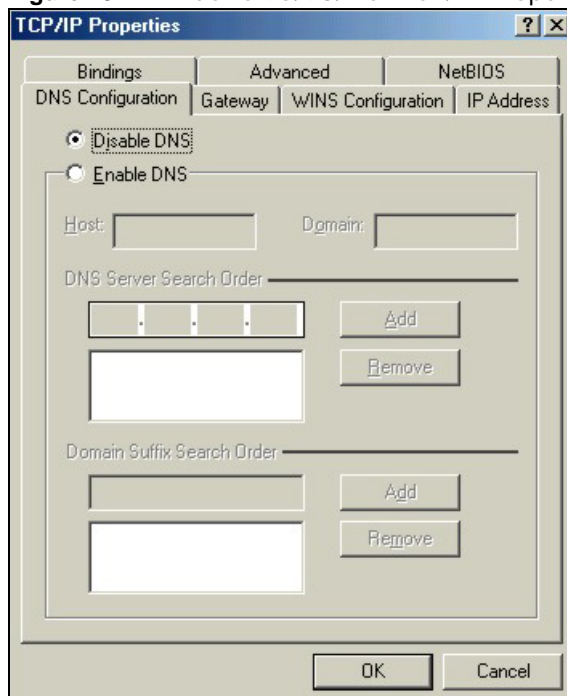 TCP/IP Properties
Bindings Advanced NetBIOS
DNS Configuration Gateway WINS Configuration IP Address
Disable DNS
Enable DNS
Host: Domain:
DNS Server Search Order
Add
Remove
Domain Suffix Search Order
Add
Remove
OK Cancel